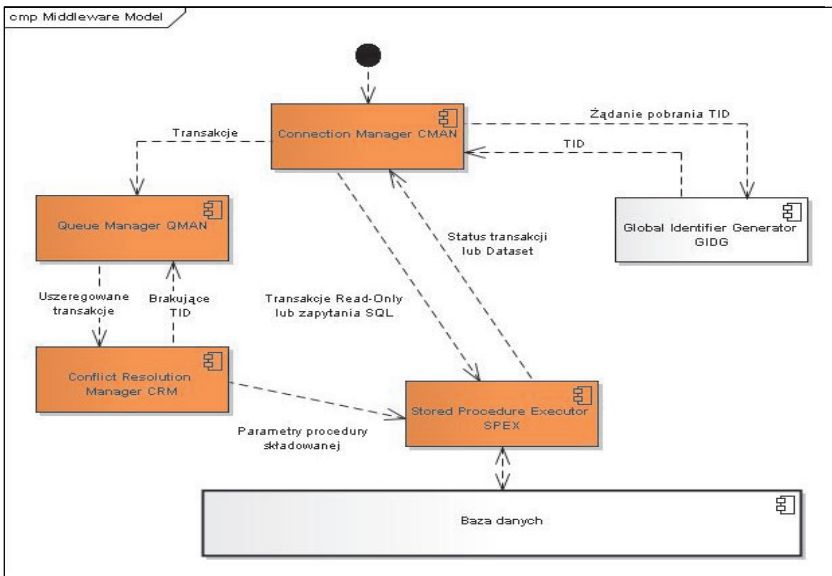 cmp Middleware Model
Connection Manager CMAN
Transakcje
Żądanie pobrania TID
TID
Queue Manager QMAN
Global Identifier Generator
GIDG
Status transakcji
lub Dataset
Uszeregowane
transakcje
Brakujące
TID
Transakcje Read-Only
lub zapytania SQL
Conflict Resolution
Manager CRM
Stored Procedure Executor
SPEX
Parametry procedury
składowanej
Baza danych